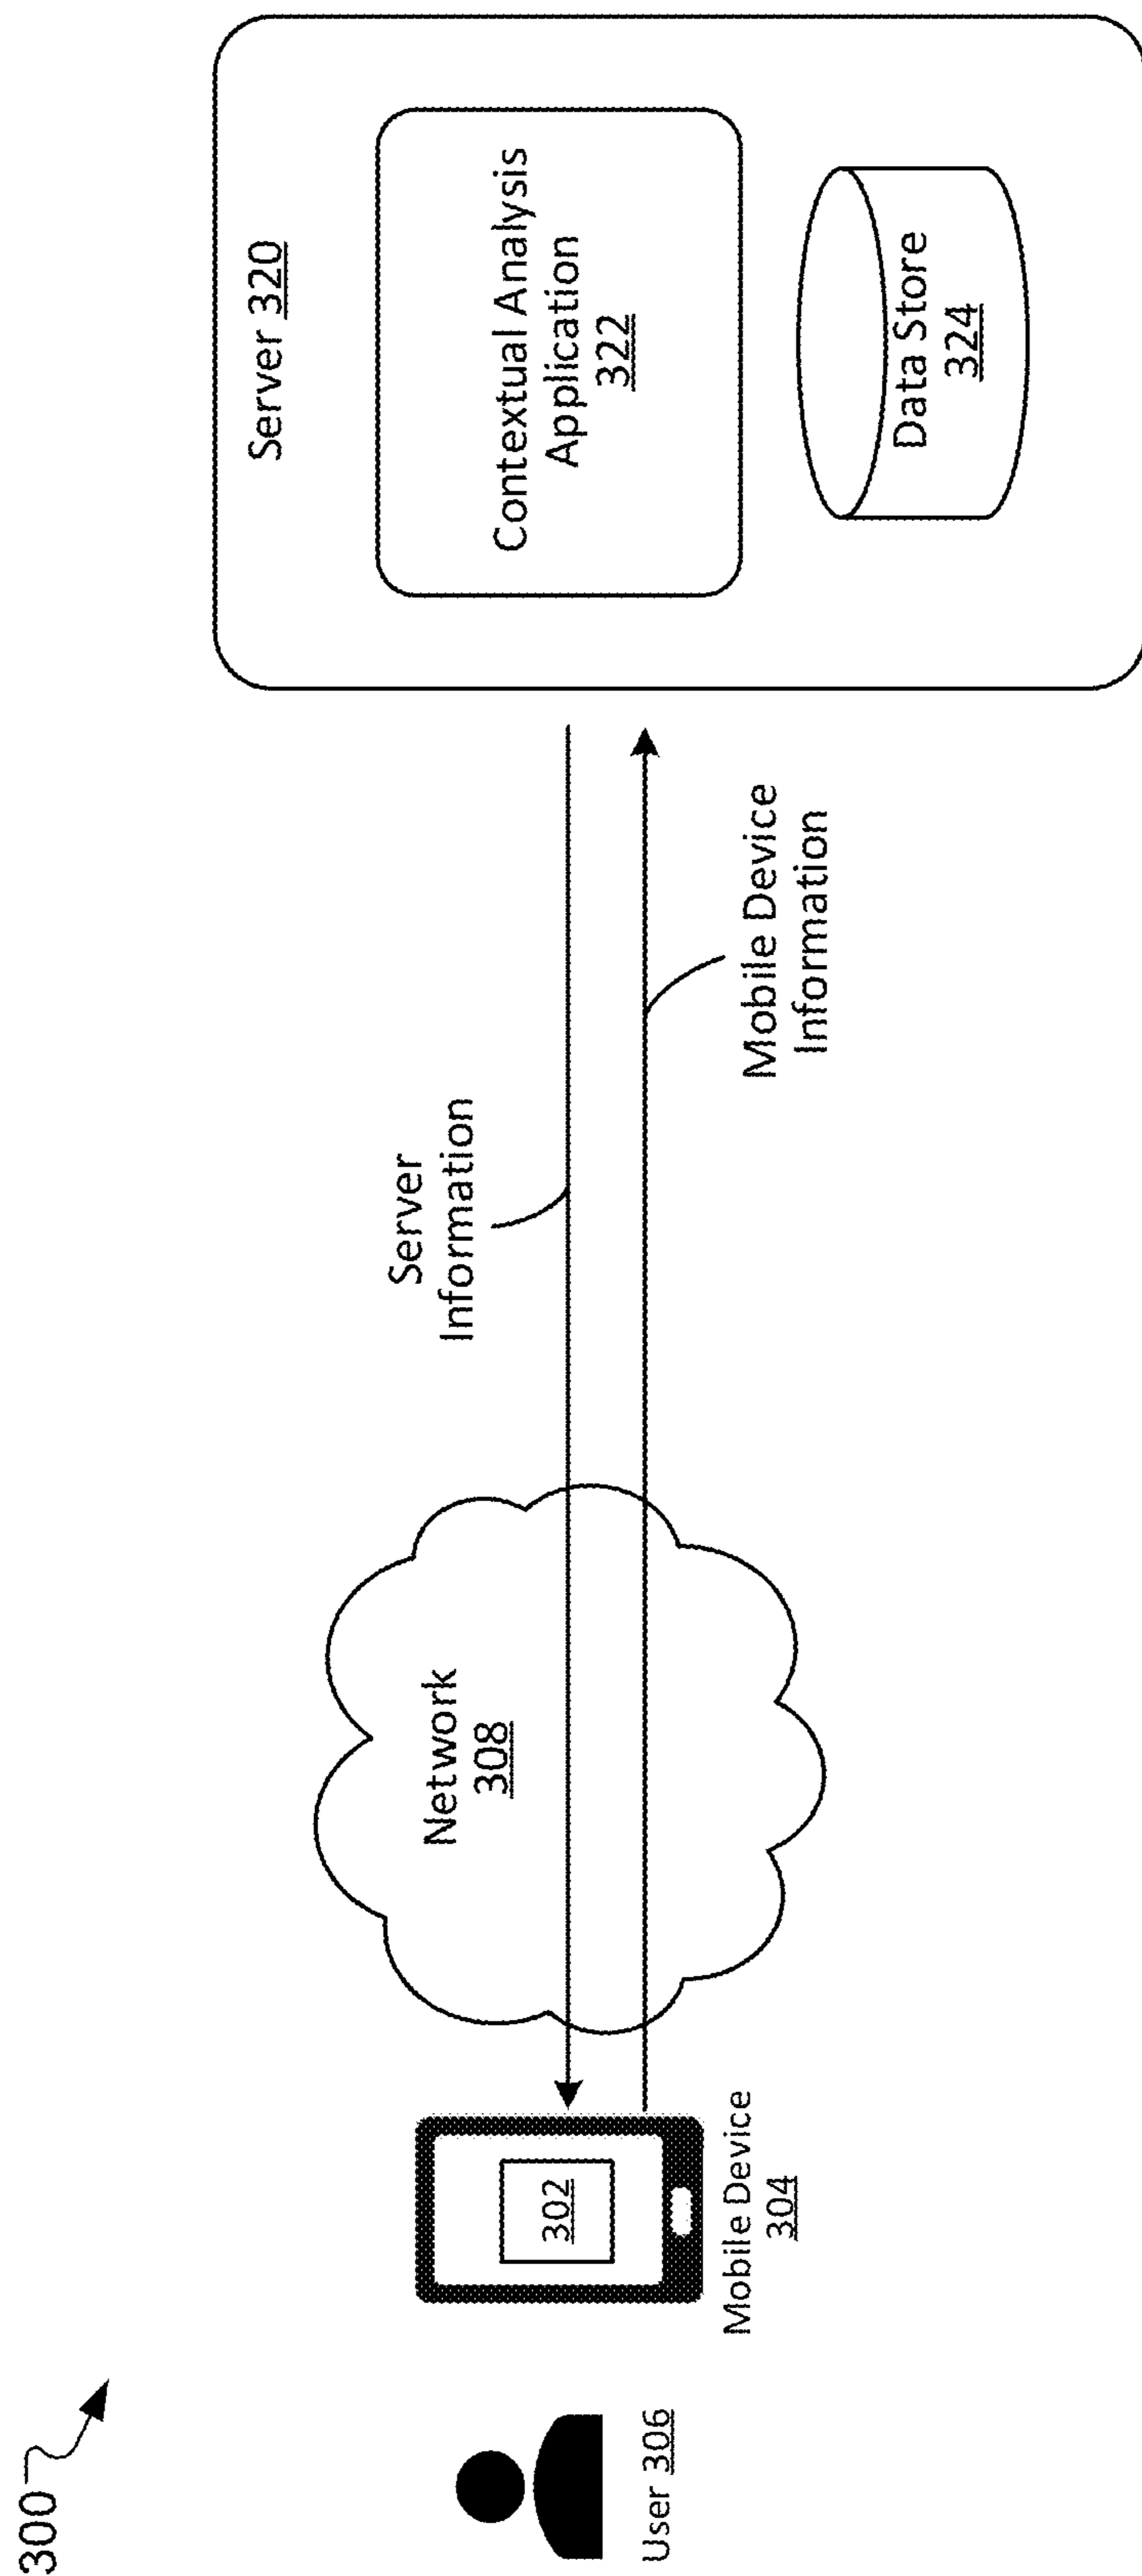 300
User 306
302
Mobile Device
304
Network
308
Server
Information
Mobile Device
Information
Server 320
Contextual Analysis
Application
322
Data Store
324